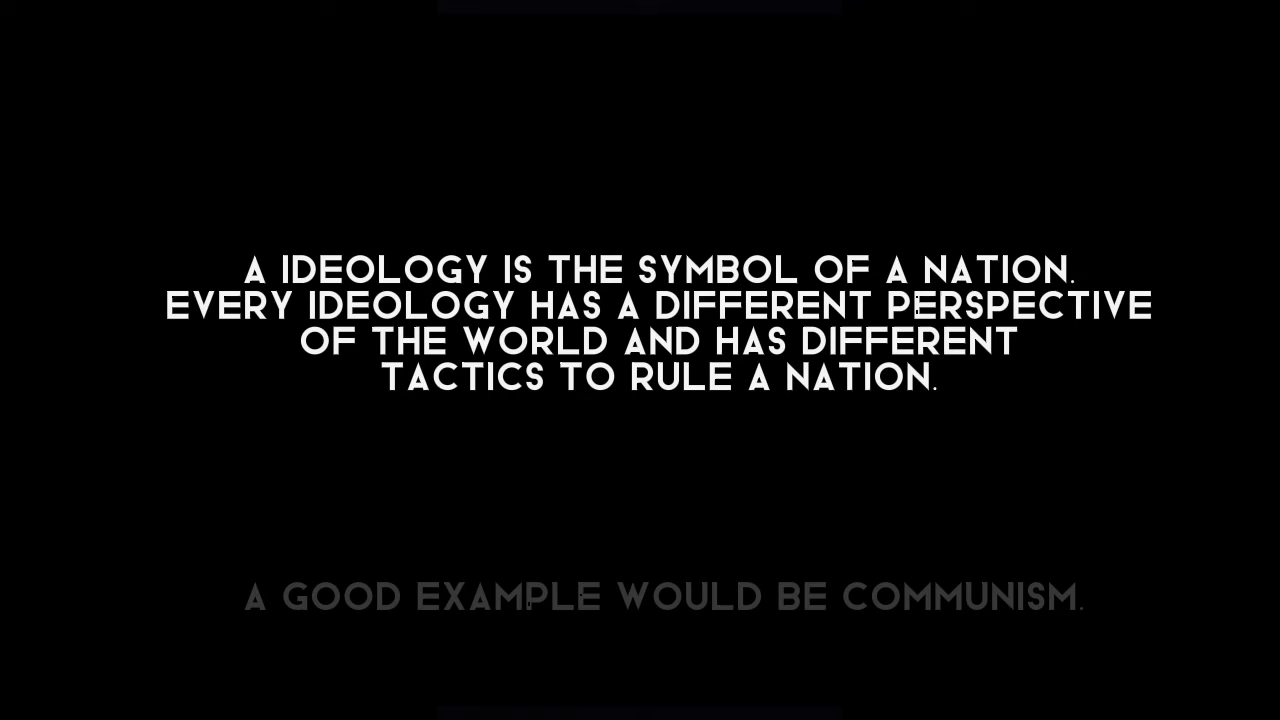 A IDEOLOGY IS THE SYMBOL OF A NATION.
EVERY IDEOLOGY HAS A DIFFERENT PERSPECTIVE
OF THE WORLD AND HAS DIFFERENT
TACTICS TO RULE A NATION.
A GOOD EXAMPLE WOULD BE COMMUNISM.